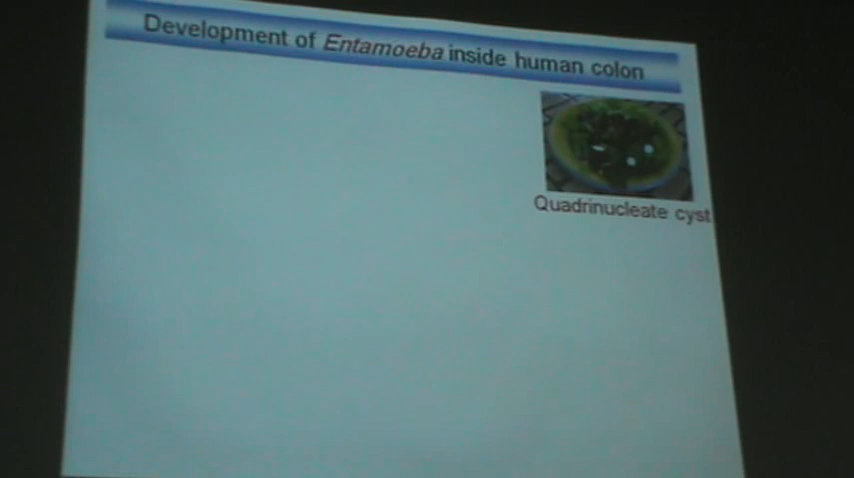 Development of Entamoeba inside human colon
Quadrinucleate cyst